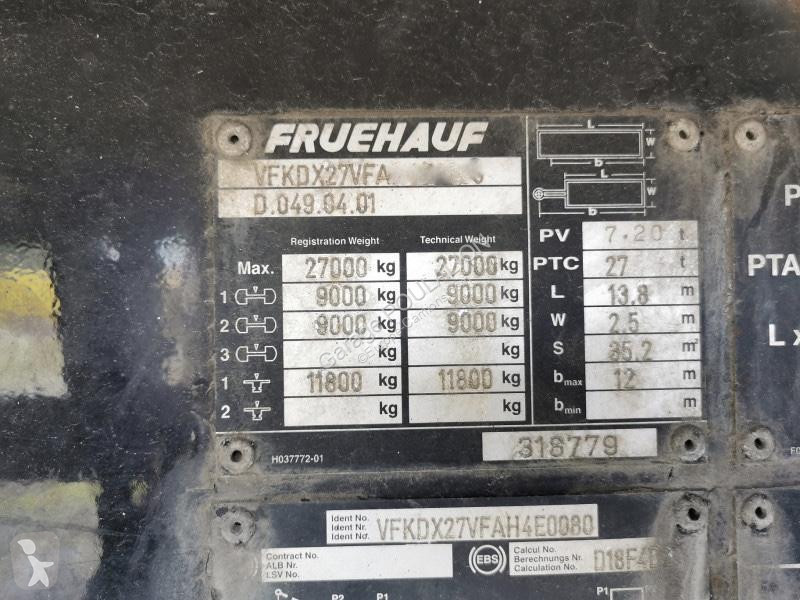 FRUEHAUF
VFKDX27VFA
D.049.04.01
Registration Weight Technical Weight
Max. 27000 kg 27000 kg
1 9000 kg 9000 kg
2 9000 kg 9000 kg
3 kg kg
1 11800 kg 11800 kg
2 kg kg
L
W
b
L
W
b
PV 7.20 t
PTC 27 t
L 13.8 m
W 2.5 m
S 35.2 m²
bmax 12 m
bmin m
H037772-01
318779
P
PTA
L x
Ident No.
Ident Nr.
Ident No.
VFKDX27VFAH4E0080
Contract No.
ALB Nr.
LSV No.
EBS
Calcul No.
Berechnungs Nr.
Calculation No.
D18F4
P2 P1 P1